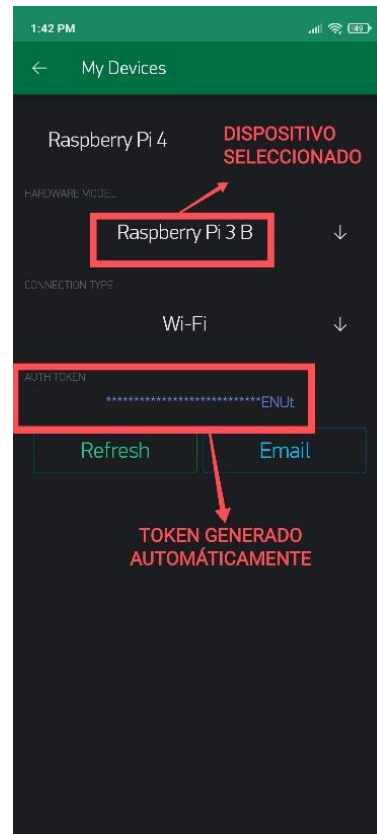 1:42 PM
49
← My Devices
Raspberry Pi 4
DISPOSITIVO
SELECCIONADO
HARDWARE MODEL
Raspberry Pi 3 B ↓
CONNECTION TYPE
Wi-Fi ↓
AUTH TOKEN
****************************ENUt
Refresh Email
TOKEN GENERADO
AUTOMÁTICAMENTE